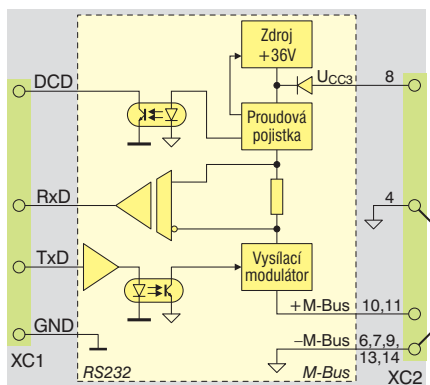 Zdroj
+36V
DCD
UCC3
8
Proudová
pojistka
RxD
4
TxD
Vysílací
modulátor
+M-Bus 10,11
GND
–M-Bus 6,7,9,
13,14
XC1
RS232
M-Bus
XC2